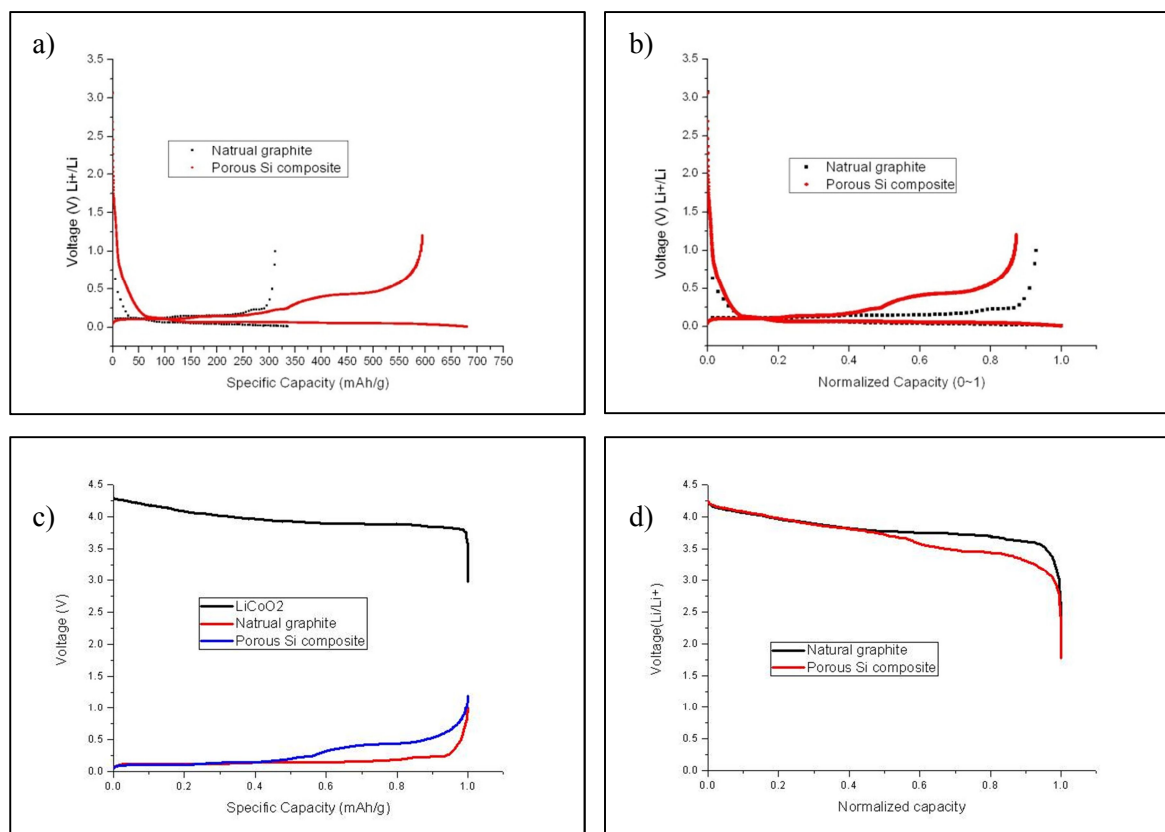 a)
3.5
3.0
2.5
2.0
1.5
1.0
0.5
0.0
Voltage (V) Li+/Li
Natrual graphite
Porous Si composite
0 50 100 150 200 250 300 350 400 450 500 550 600 650 700 750
Specific Capacity (mAh/g)
b)
3.5
3.0
2.5
2.0
1.5
1.0
0.5
0.0
Voltage (V) Li+/Li
Natrual graphite
Porous Si composite
0.0 0.2 0.4 0.6 0.8 1.0
Normalized Capacity (0~1)
c)
4.5
4.0
3.5
3.0
2.5
2.0
1.5
1.0
0.5
0.0
Voltage (V)
LiCoO2
Natrual graphite
Porous Si composite
0.0 0.2 0.4 0.6 0.8 1.0
Specific Capacity (mAh/g)
d)
4.5
4.0
3.5
3.0
2.5
2.0
1.5
1.0
0.5
0.0
Voltage(Li/Li+)
Natural graphite
Porous Si composite
0.0 0.2 0.4 0.6 0.8 1.0
Normalized capacity